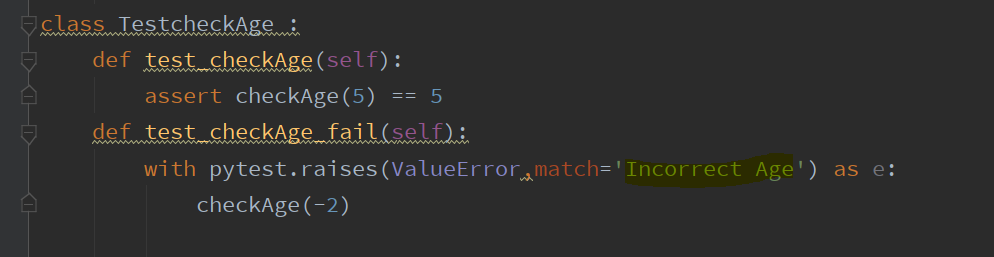 class TestcheckAge :
    def test_checkAge(self):
        assert checkAge(5) == 5
    def test_checkAge_fail(self):
        with pytest.raises(ValueError,match='Incorrect Age') as e:
            checkAge(-2)